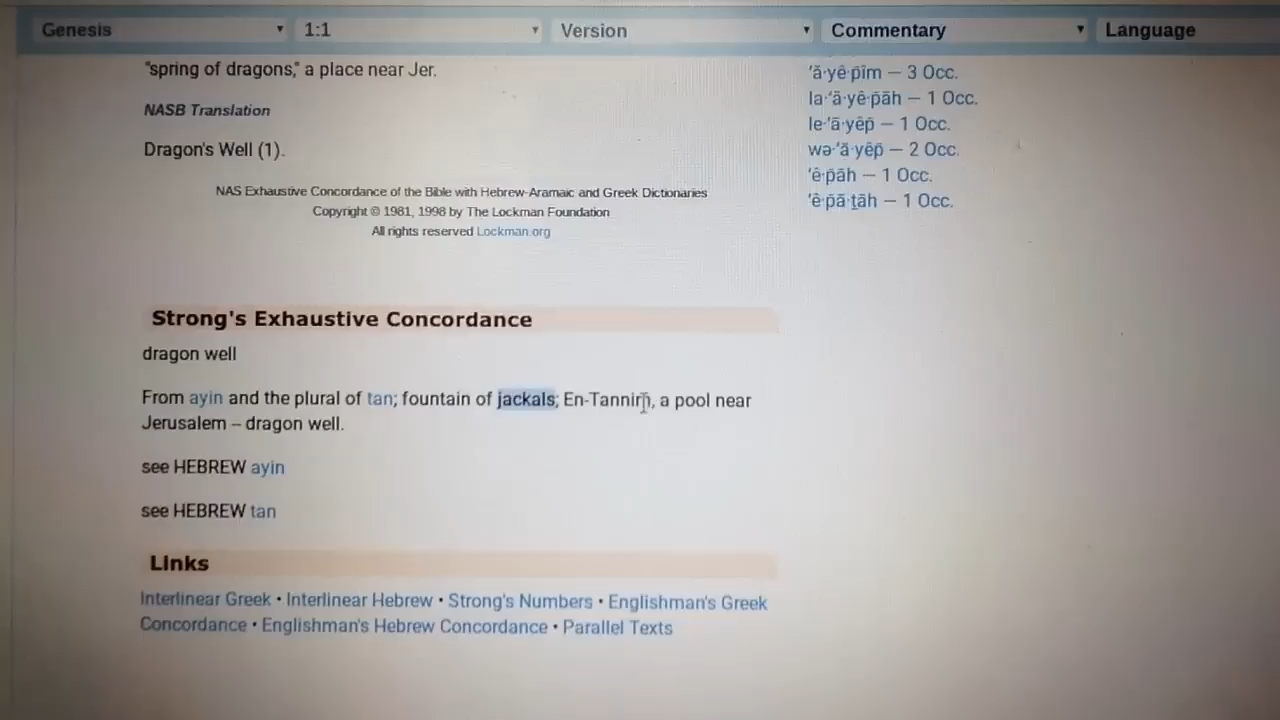 Genesis
1:1
Version
Commentary
Language
"spring of dragons," a place near Jer.
NASB Translation
Dragon's Well (1).
NAS Exhaustive Concordance of the Bible with Hebrew-Aramaic and Greek Dictionaries
Copyright © 1981, 1998 by The Lockman Foundation
All rights reserved Lockman.org
Strong's Exhaustive Concordance
dragon well
From ayin and the plural of tan; fountain of jackals; En-Tannim, a pool near
Jerusalem – dragon well.
see HEBREW ayin
see HEBREW tan
Links
Interlinear Greek • Interlinear Hebrew • Strong's Numbers • Englishman's Greek
Concordance • Englishman's Hebrew Concordance • Parallel Texts
‘ă·yê·p̄îm — 3 Occ.
la·‘ă·yê·p̄āh — 1 Occ.
le·‘ā·yêp̄ — 1 Occ.
wə·‘ā·yêp̄ — 2 Occ.
‘ê·p̄āh — 1 Occ.
‘ê·p̄ā·ṯāh — 1 Occ.